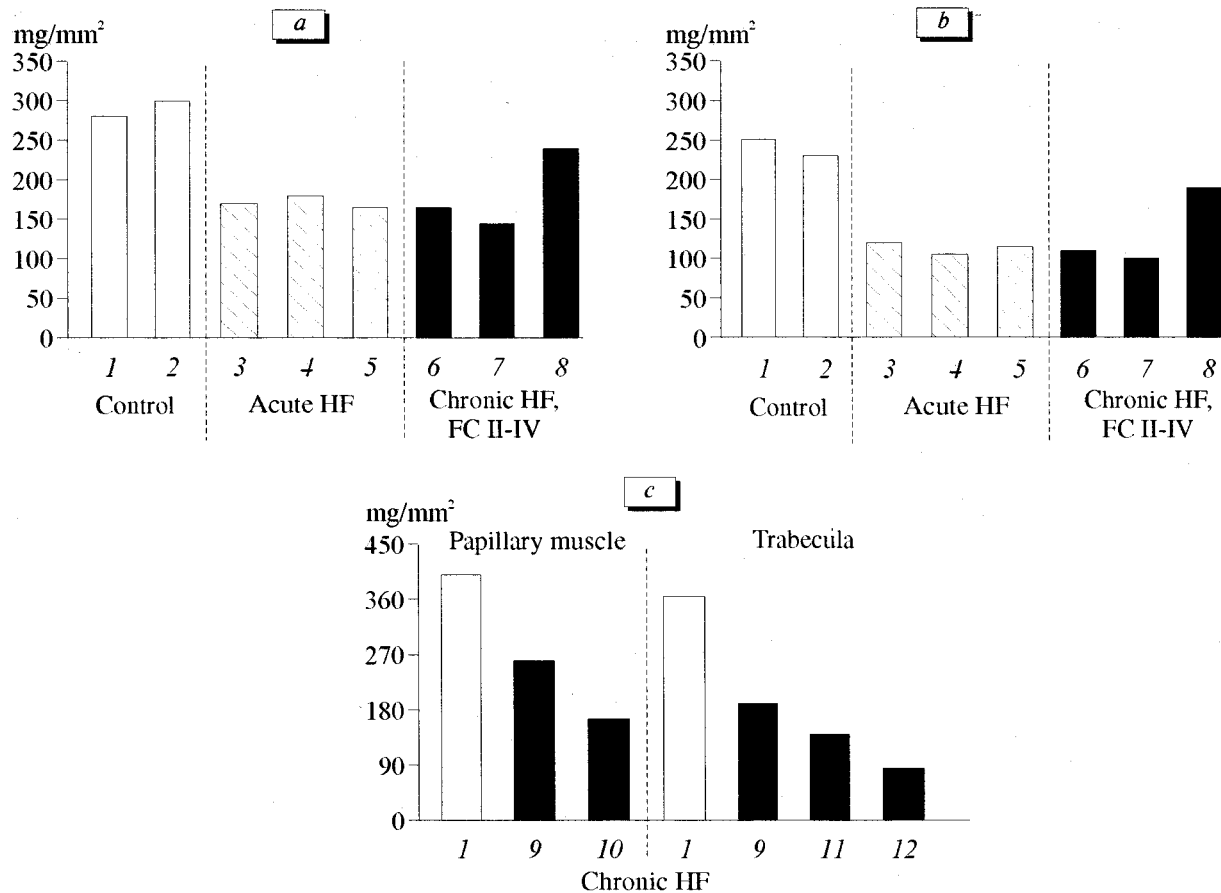 a
mg/mm²
350
300
250
200
150
100
50
0
1 2 3 4 5 6 7 8
Control Acute HF Chronic HF,
FC II-IV
b
mg/mm²
350
300
250
200
150
100
50
0
1 2 3 4 5 6 7 8
Control Acute HF Chronic HF,
FC II-IV
c
mg/mm²
Papillary muscle Trabecula
450
360
270
180
90
0
1 9 10 1 9 11 12
Chronic HF